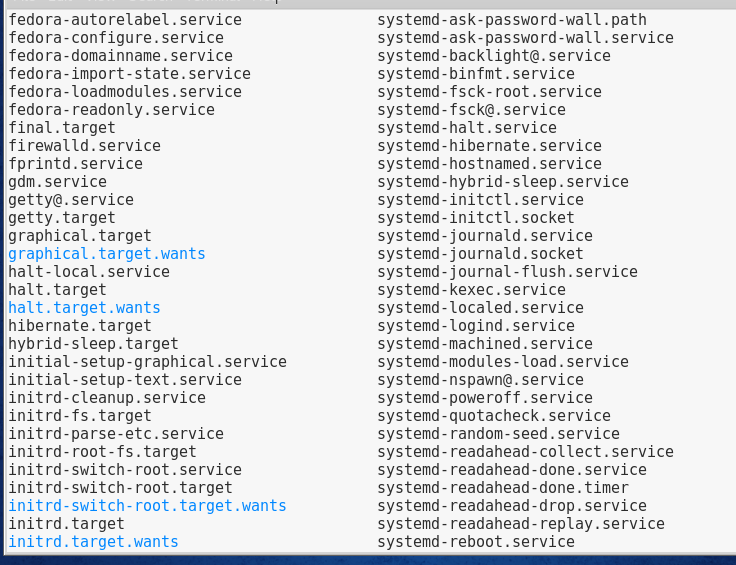 fedora-autorelabel.service systemd-ask-password-wall.path
fedora-configure.service systemd-ask-password-wall.service
fedora-domainname.service systemd-backlight@.service
fedora-import-state.service systemd-binfmt.service
fedora-loadmodules.service systemd-fsck-root.service
fedora-readonly.service systemd-fsck@.service
final.target systemd-halt.service
firewalld.service systemd-hibernate.service
fprintd.service systemd-hostnamed.service
gdm.service systemd-hybrid-sleep.service
getty@.service systemd-initctl.service
getty.target systemd-initctl.socket
graphical.target systemd-journald.service
graphical.target.wants systemd-journald.socket
halt-local.service systemd-journal-flush.service
halt.target systemd-kexec.service
halt.target.wants systemd-localed.service
hibernate.target systemd-logind.service
hybrid-sleep.target systemd-machined.service
initial-setup-graphical.service systemd-modules-load.service
initial-setup-text.service systemd-nspawn@.service
initrd-cleanup.service systemd-poweroff.service
initrd-fs.target systemd-quotacheck.service
initrd-parse-etc.service systemd-random-seed.service
initrd-root-fs.target systemd-readahead-collect.service
initrd-switch-root.service systemd-readahead-done.service
initrd-switch-root.target systemd-readahead-done.timer
initrd-switch-root.target.wants systemd-readahead-drop.service
initrd.target systemd-readahead-replay.service
initrd.target.wants systemd-reboot.service